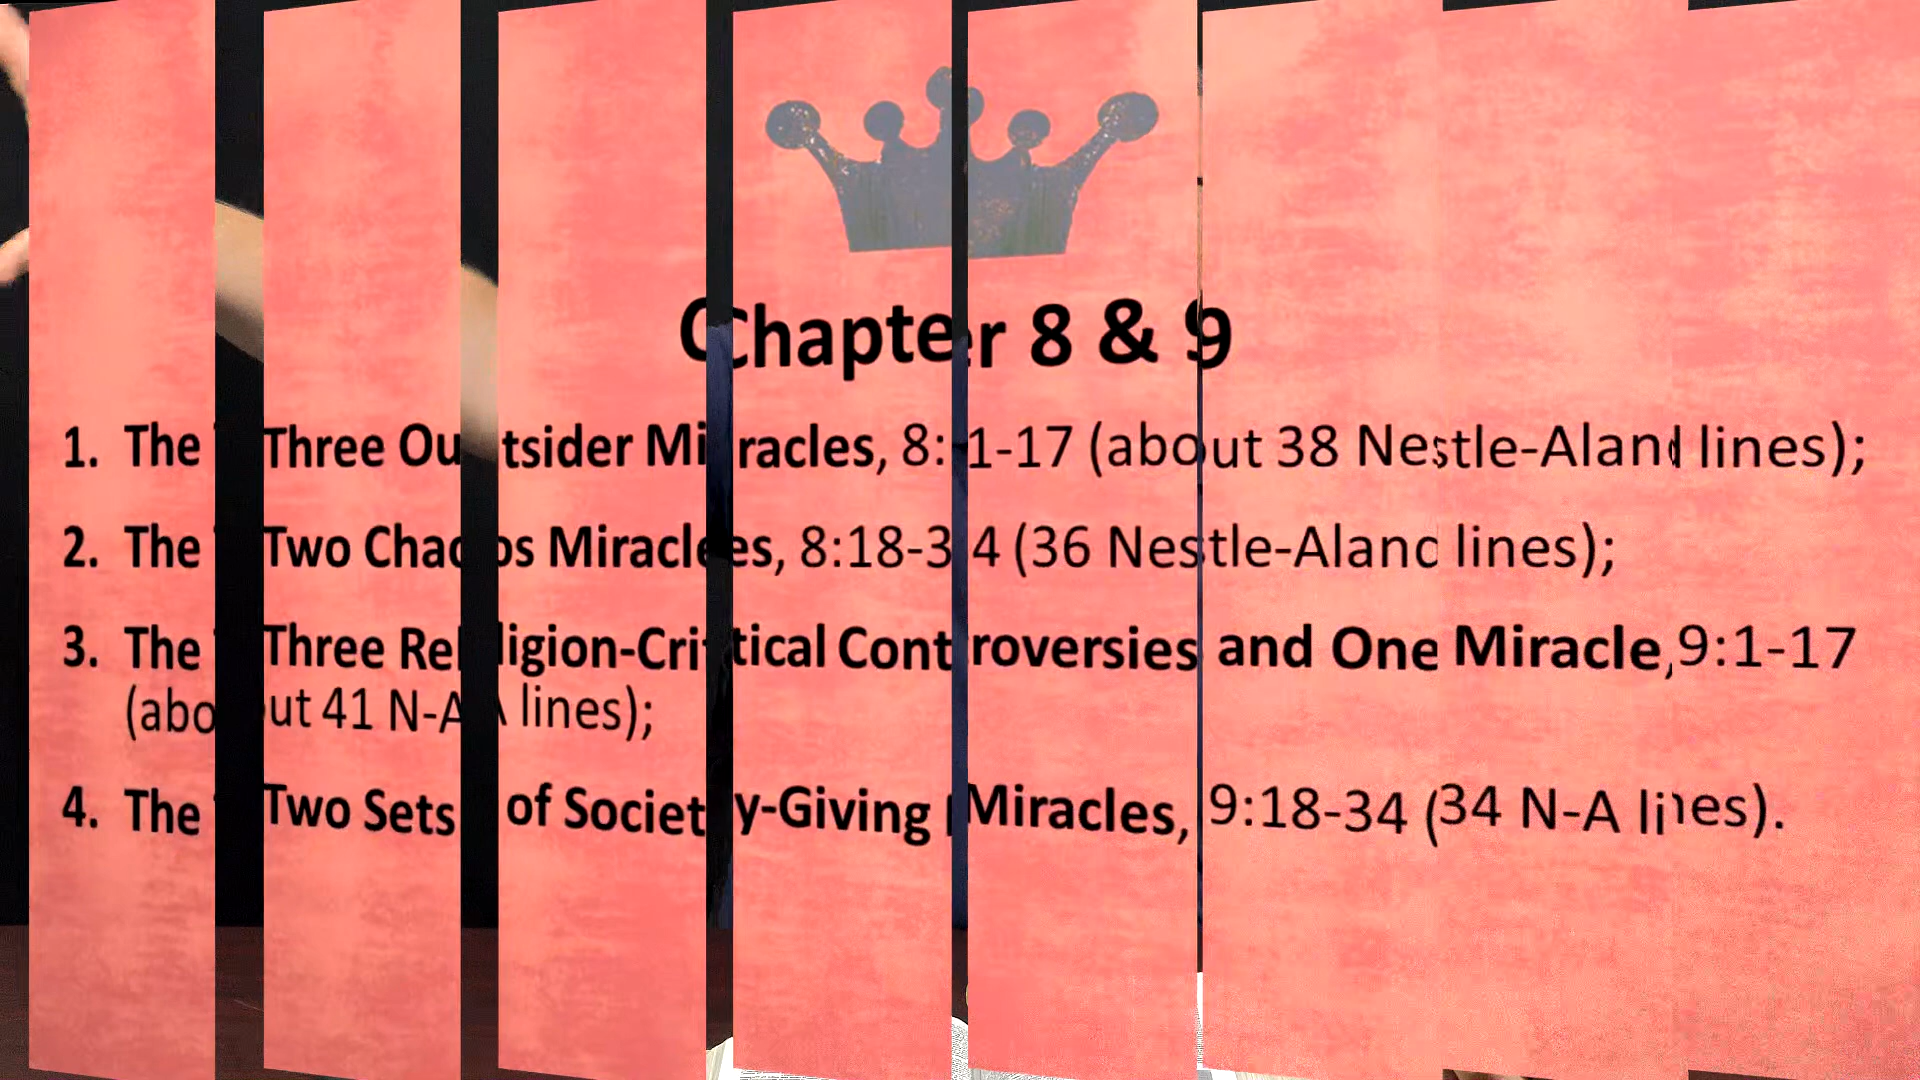 Chapter 8 & 9
1. The Three Outsider Miracles, 8:1-17 (about 38 Nestle-Aland lines);
2. The Two Chaos Miracles, 8:18-34 (36 Nestle-Aland lines);
3. The Three Religion-Critical Controversies and One Miracle,9:1-17
(about 41 N-A lines);
4. The Two Sets of Society-Giving Miracles, 9:18-34 (34 N-A lines).